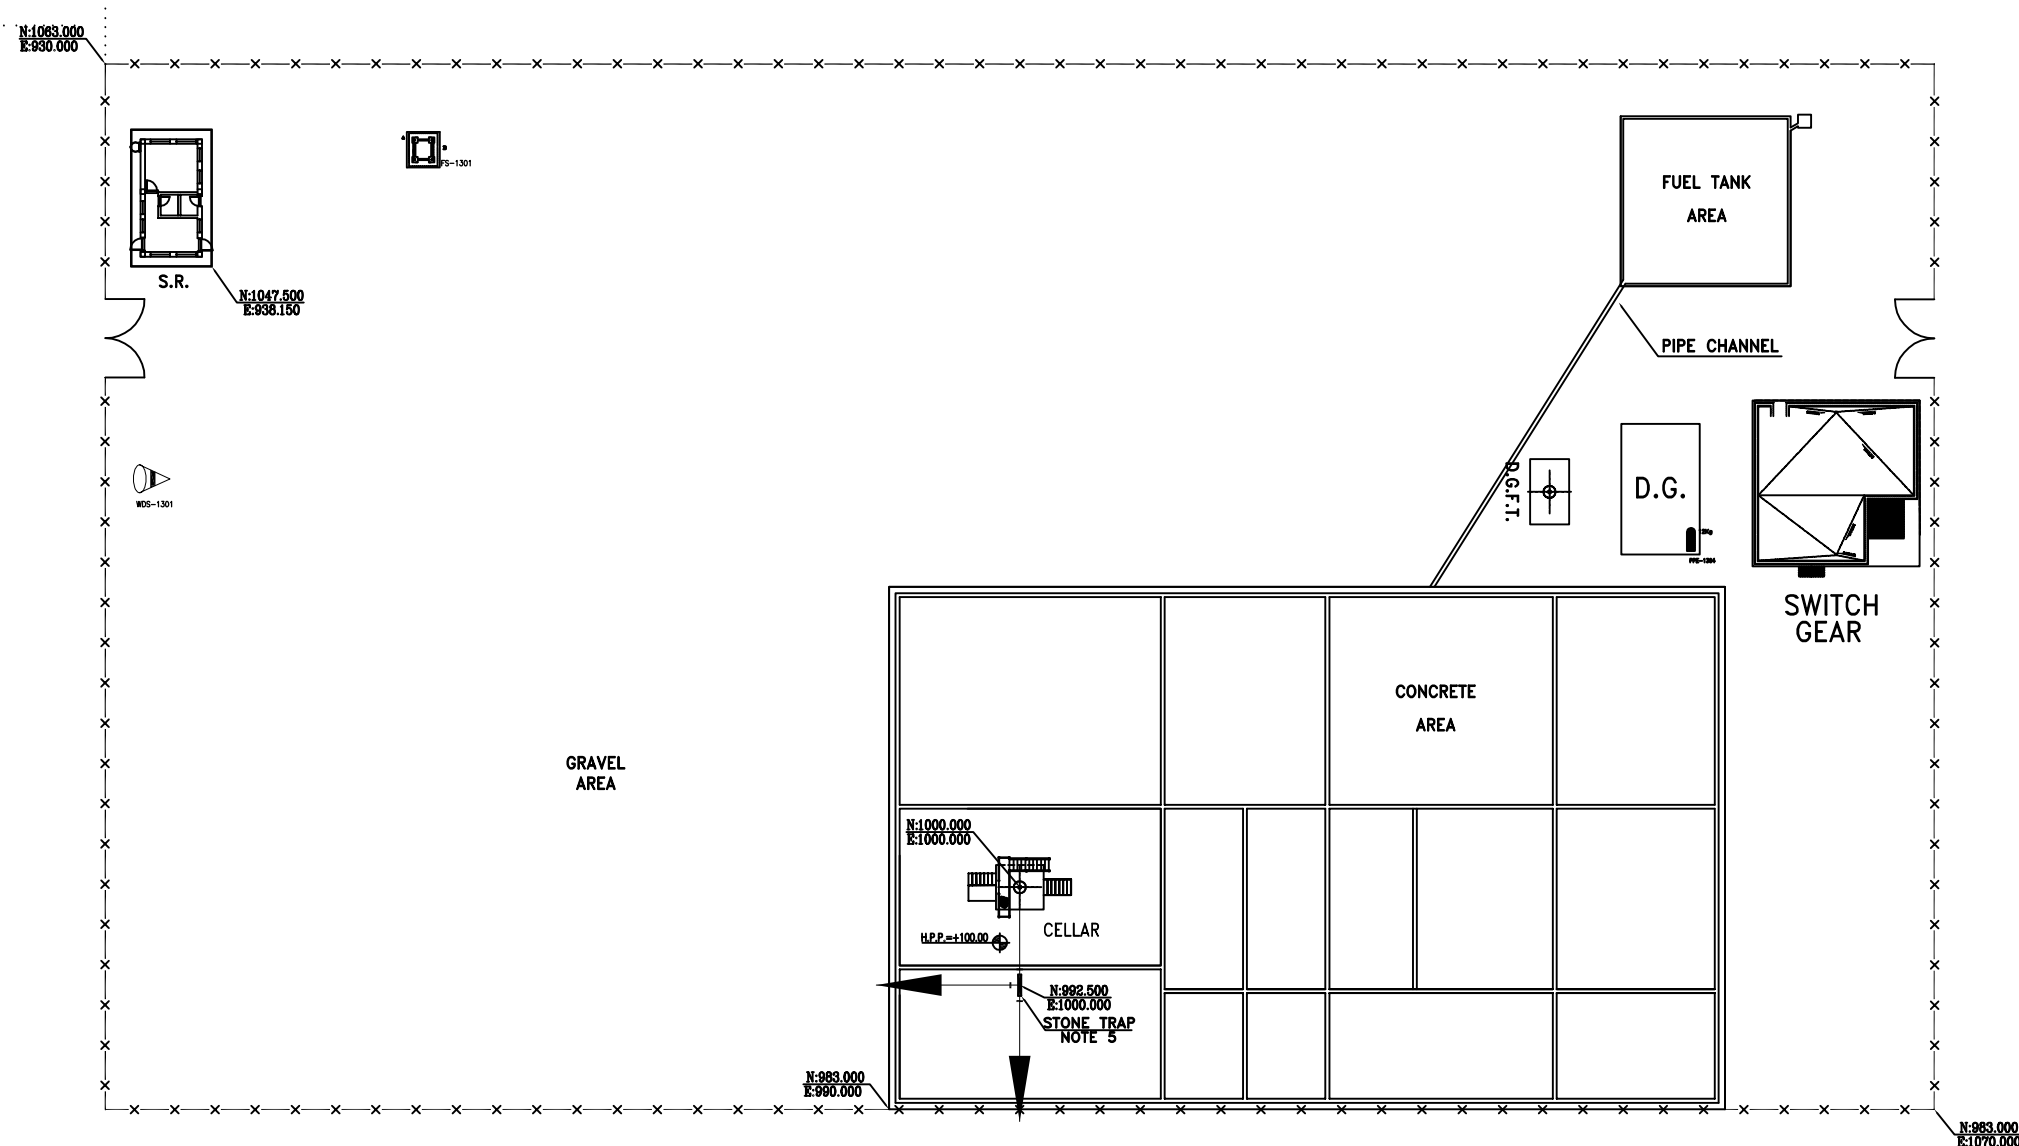 N:1063.000
E:930.000
FS-1301
FUEL TANK
AREA
S.R.
N:1047.500
E:938.150
PIPE CHANNEL
WDS-1301
D.G.F.T.
D.G.
SWITCH
GEAR
CONCRETE
AREA
GRAVEL
AREA
N:1000.000
E:1000.000
CELLAR
H.P.P.=+100.00
N:992.500
E:1000.000
STONE TRAP
NOTE 5
N:983.000
E:990.000
N:983.000
E:1070.000